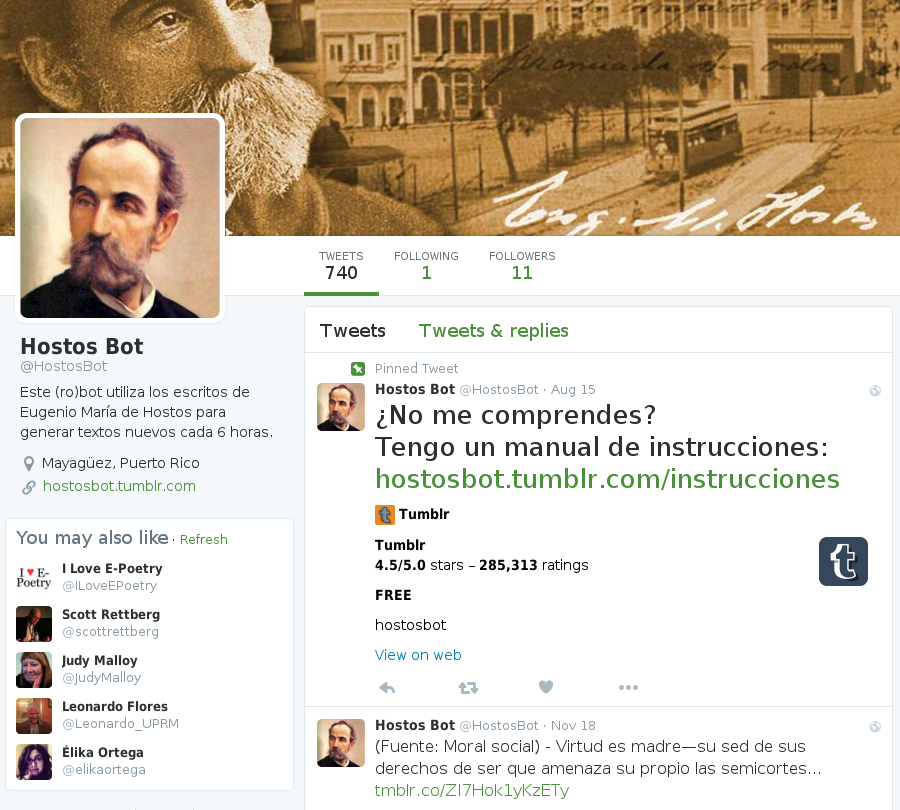 Eug. M. Hostos
TWEETS
740
FOLLOWING
1
FOLLOWERS
11
Hostos Bot
@HostosBot
Este (ro)bot utiliza los escritos de
Eugenio María de Hostos para
generar textos nuevos cada 6 horas.
Mayagüez, Puerto Rico
hostosbot.tumblr.com
You may also like · Refresh
I ♥ E-
Poetry
I Love E-Poetry
@ILoveEPoetry
Scott Rettberg
@scottrettberg
Judy Malloy
@JudyMalloy
Leonardo Flores
@Leonardo_UPRM
Élika Ortega
@elikaortega
Tweets Tweets & replies
Pinned Tweet
Hostos Bot @HostosBot · Aug 15
¿No me comprendes?
Tengo un manual de instrucciones:
hostosbot.tumblr.com/instrucciones
t Tumblr
Tumblr
4.5/5.0 stars – 285,313 ratings
FREE
hostosbot
View on web
t
Hostos Bot @HostosBot · Nov 18
(Fuente: Moral social) - Virtud es madre—su sed de sus
derechos de ser que amenaza su propio las semicortes...
tmblr.co/ZI7Hok1yKzETy